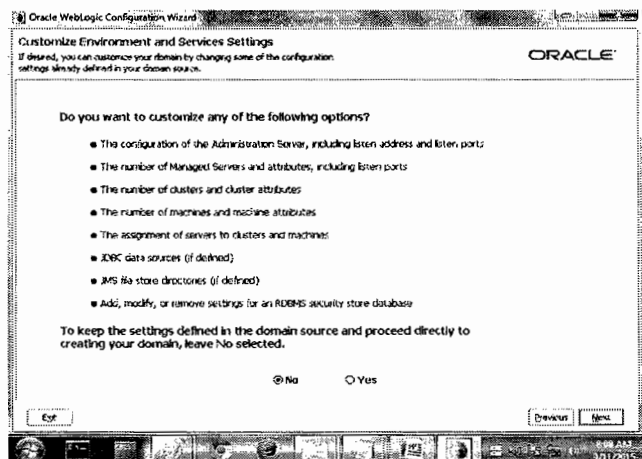 Oracle WebLogic Configuration Wizard
Customize Environment and Services Settings
If desired, you can customize your domain by changing some of the configuration
settings already defined in your domain source.
ORACLE
Do you want to customize any of the following options?
● The configuration of the Administration Server, including listen address and listen ports
● The number of Managed Servers and attributes, including listen ports
● The number of clusters and cluster attributes
● The number of machines and machine attributes
● The assignment of servers to clusters and machines
● JDBC data sources (if defined)
● JMS file store directories (if defined)
● Add, modify, or remove settings for an RDBMS security store database
To keep the settings defined in the domain source and proceed directly to
creating your domain, leave No selected.
No Yes
Exit Previous Next
3/31/2015